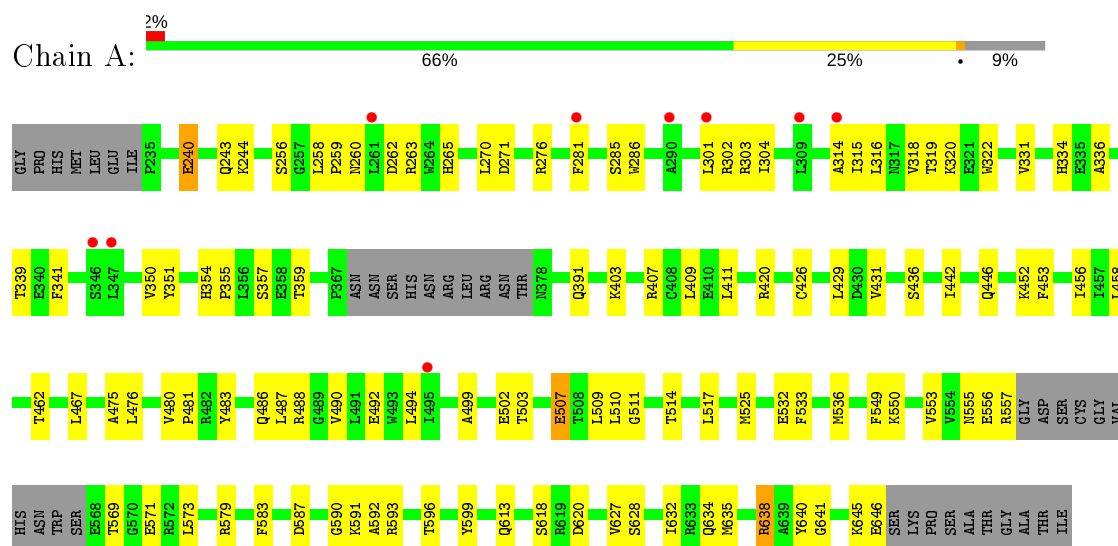 2%
Chain A:
66% 25% • 9%
GLY PRO HIS MET LEU GLU ILE P235 E240 Q243 K244 S256 G257 L258 P259 N260 L261 D262 R263 W264 H265 L270 D271 R276 F281 S285 W286 A290 L301 R302 R303 I304 L309 A314 I315 L316 N317 V318 T319 K320 E321 W322 V331 H334 E335 A336
T339 E340 F341 S346 L347 V350 Y351 H354 P355 L356 S357 E358 T359 P367 ASN ASN SER HIS ASN ARG LEU ARG ASN THR N378 Q391 K403 R407 C408 L409 E410 L411 R420 C426 L429 D430 V431 S436 I442 Q446 K452 F453 I456 I457 L458
T462 L467 A475 L476 V480 P481 R482 Y483 Q486 L487 R488 G489 V490 L491 E492 W493 L494 I495 A499 E502 T503 E507 T508 L509 L510 G511 T514 L517 M525 E532 F533 M536 F549 K550 V553 V554 N555 E556 R557 GLY ASP SER CYS GLY VAL
HIS ASN TRP SER E568 T569 G570 E571 R572 L573 R579 F583 D587 G590 K591 A592 R593 T596 Y599 Q613 S618 R619 D620 V627 S628 I632 R633 Q634 M635 R638 A639 Y640 G641 K645 E646 SER LYS PRO SER ALA THR GLY ALA THR ILE